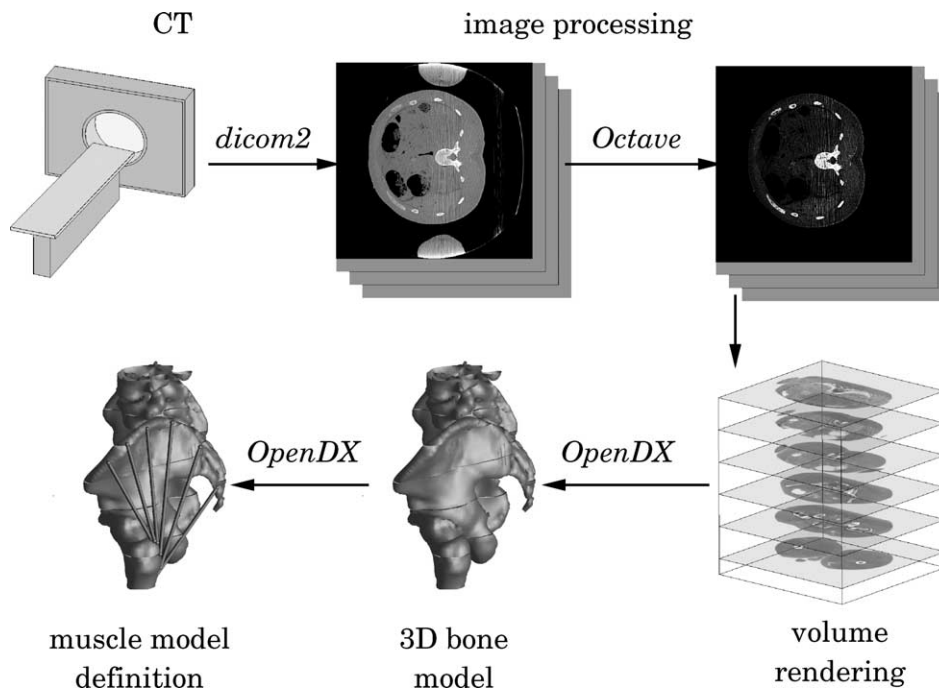 CT
image processing
dicom2
Octave
OpenDX
OpenDX
muscle model
definition
3D bone
model
volume
rendering